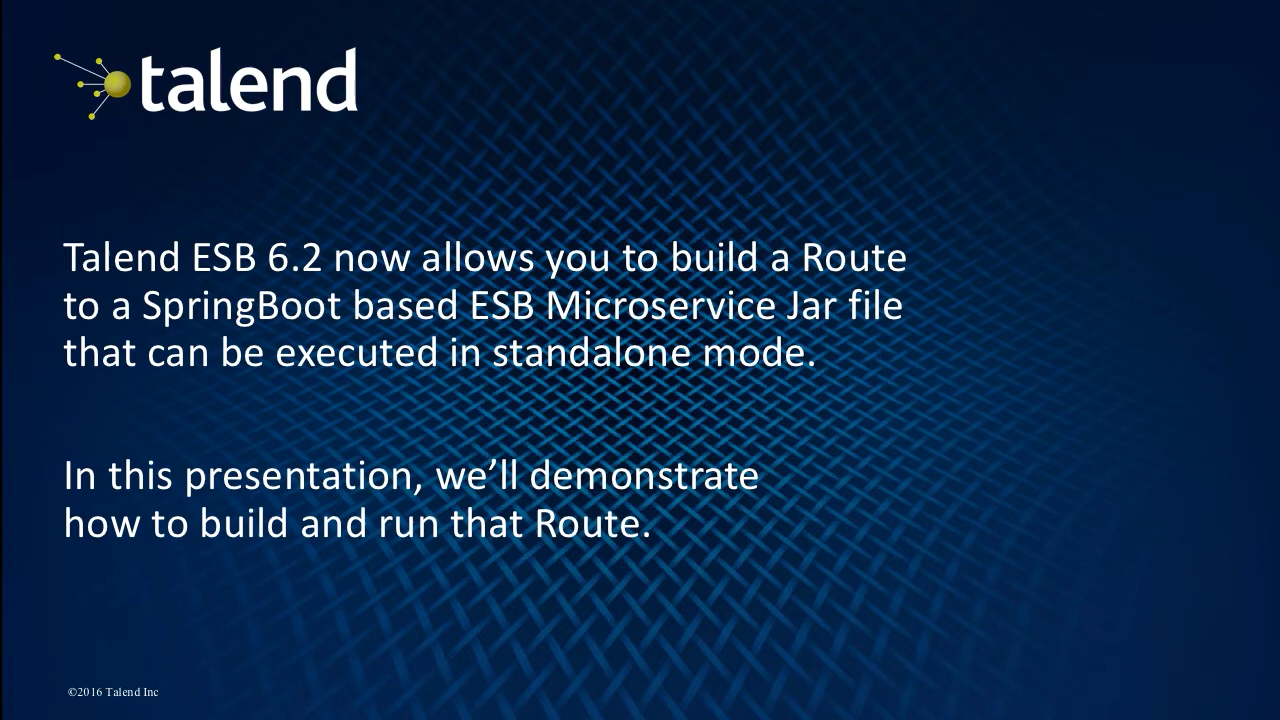 talend
Talend ESB 6.2 now allows you to build a Route
to a SpringBoot based ESB Microservice Jar file
that can be executed in standalone mode.
In this presentation, we’ll demonstrate
how to build and run that Route.
©2016 Talend Inc